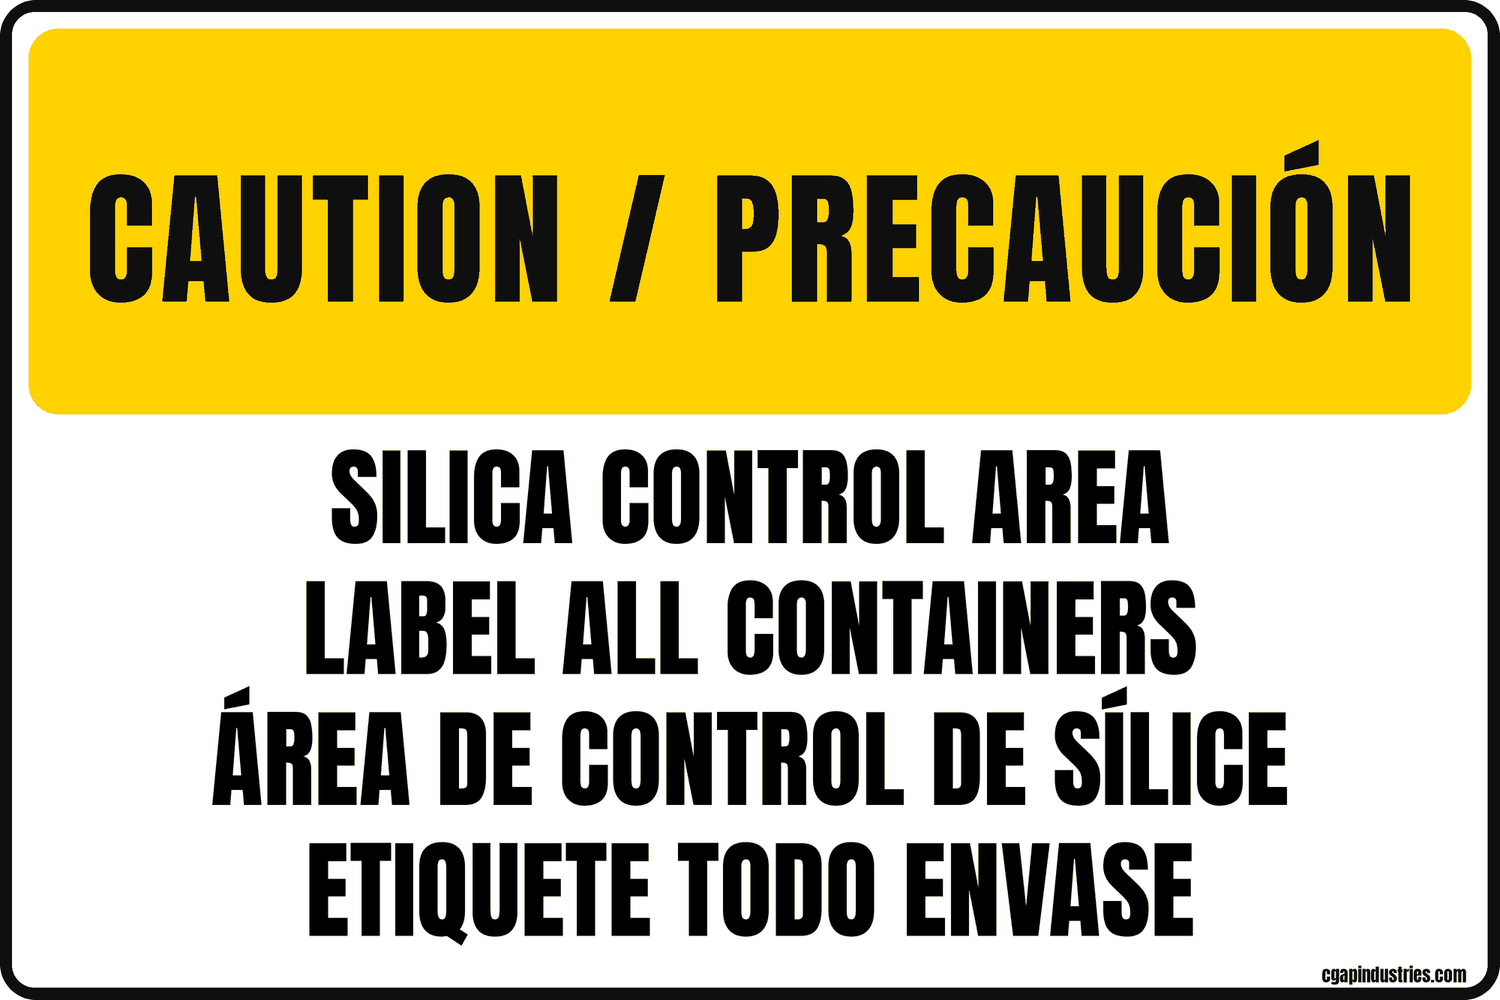 CAUTION / PRECAUCIÓN
SILICA CONTROL AREA
LABEL ALL CONTAINERS
ÁREA DE CONTROL DE SÍLICE
ETIQUETE TODO ENVASE
cgapindustries.com